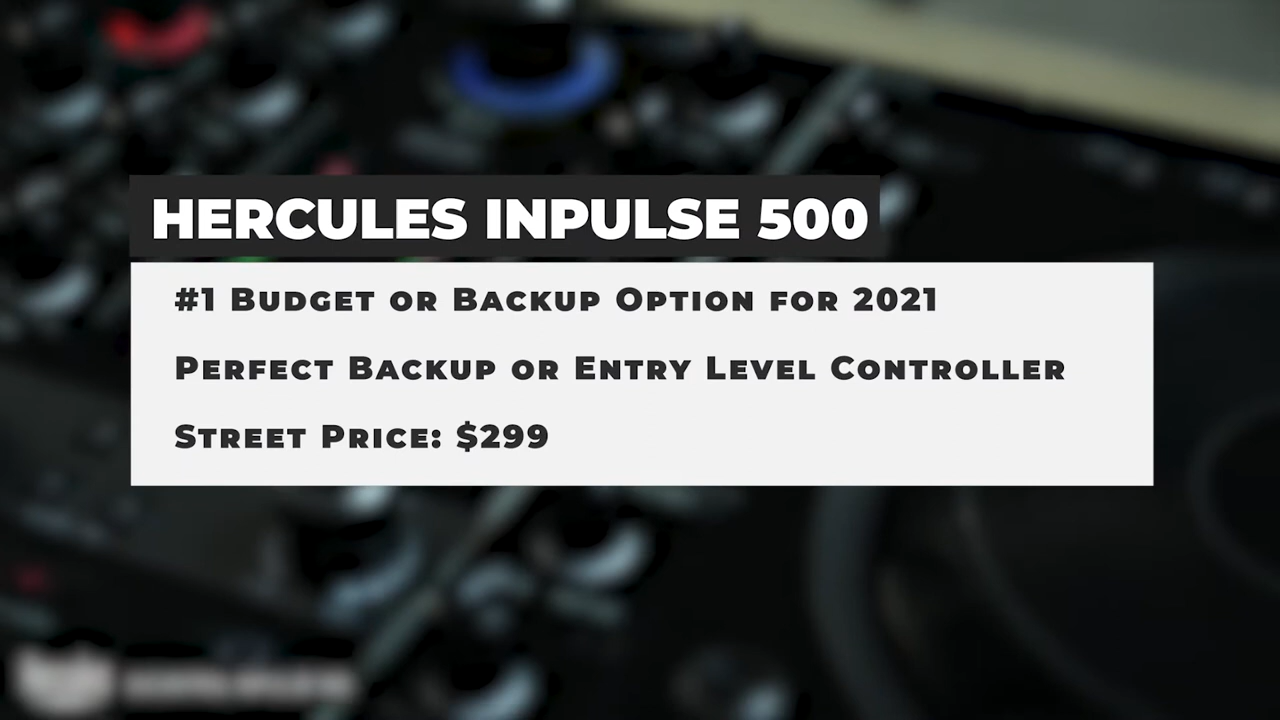 HERCULES INPULSE 500
#1 Budget or Backup Option for 2021
Perfect Backup or Entry Level Controller
Street Price: $299